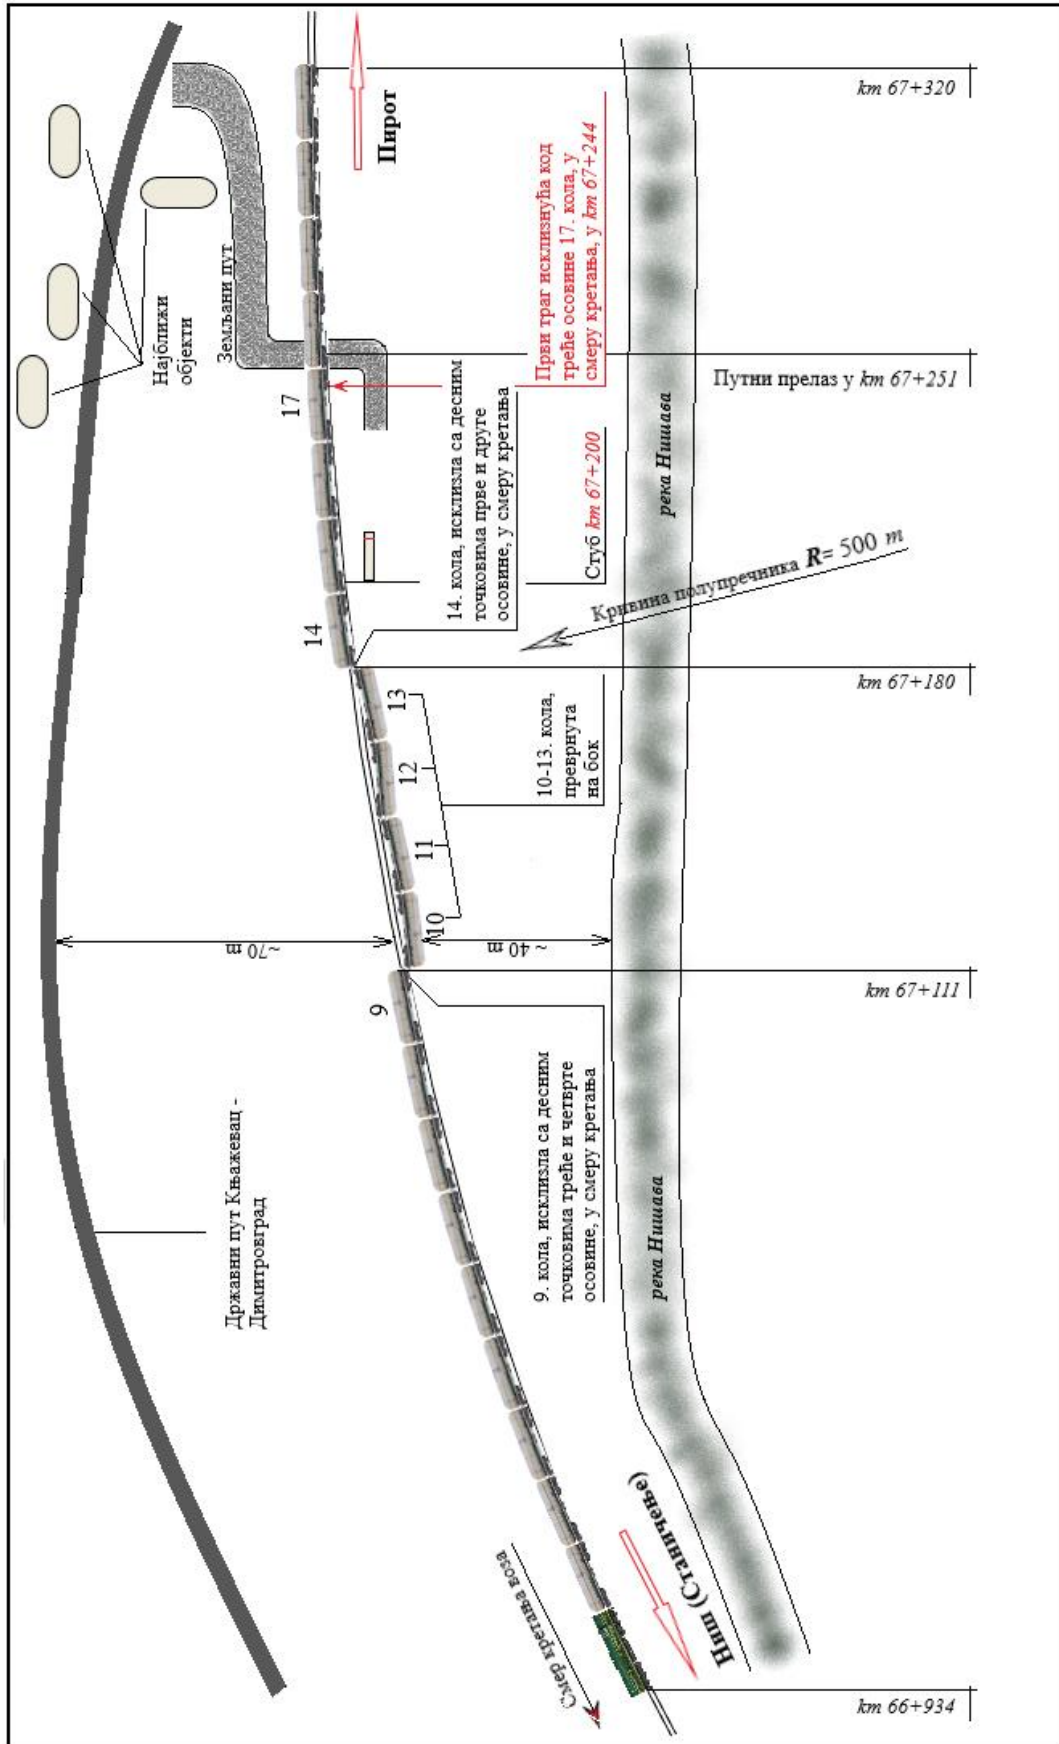 km 67+320
Пирот
Први траг исклизнућа код
треће осовине 17. кола, у
смеру кретања, у km 67+244
Најближи
објекти
Земљани пут
Путни прелаз у km 67+251
17
14. кола, исклизла са десним
точковима прве и друге
осовине, у смеру кретања
Стуб km 67+200
река Нишава
Кривина полупречника R= 500 m
14
km 67+180
13
12
11
10
10-13. кола,
преврнута
на бок
~70 m
~ 40 m
km 67+111
9
9. кола, исклизла са десним
точковима треће и четврте
осовине, у смеру кретања
Државни пут Књажевац -
Димитровград
река Нишава
Смер кретања воза
Ниш (Станичење)
km 66+934